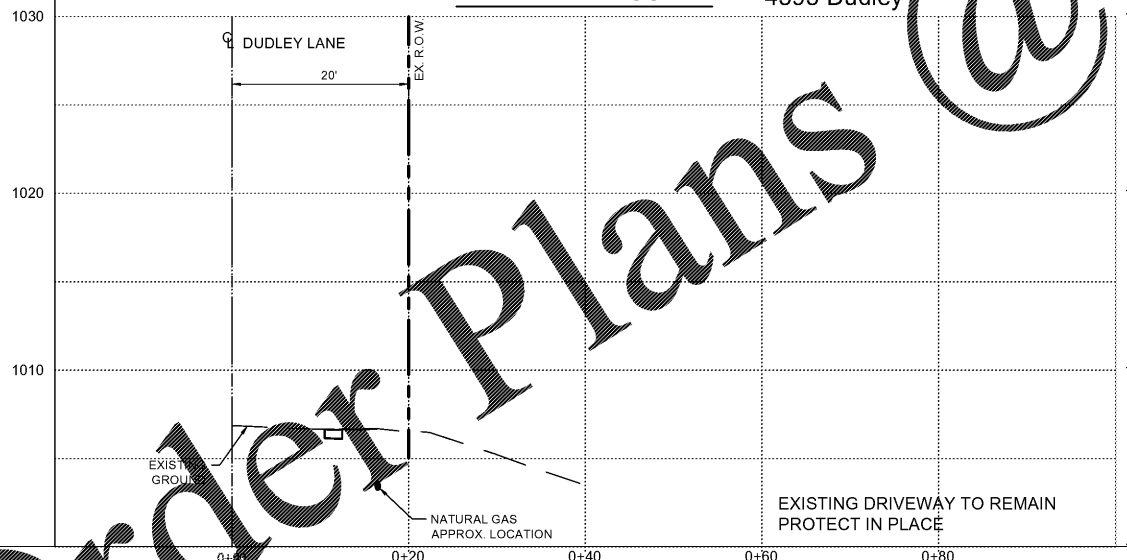 4393 Dudley
1030
℄ DUDLEY LANE
EX. R.O.W.
20'
1020
1010
EXISTING
GROUND
NATURAL GAS
APPROX. LOCATION
EXISTING DRIVEWAY TO REMAIN
PROTECT IN PLACE
0+20
0+40
0+60
0+80
Order Plans @